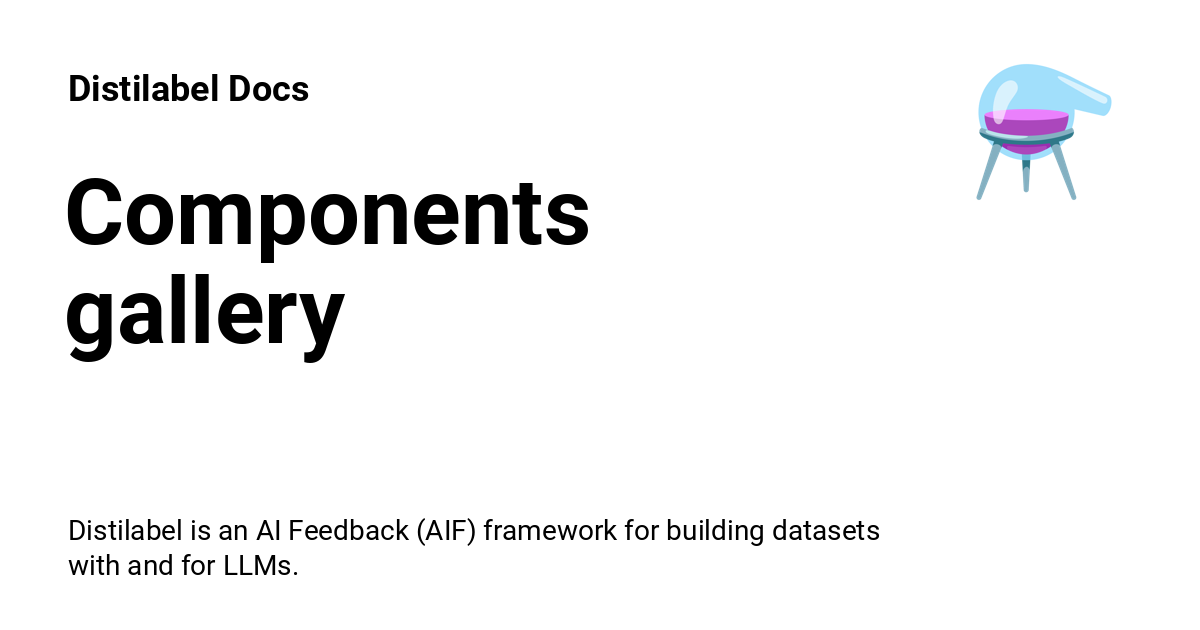 Distilabel Docs
Components
gallery
Distilabel is an AI Feedback (AIF) framework for building datasets
with and for LLMs.